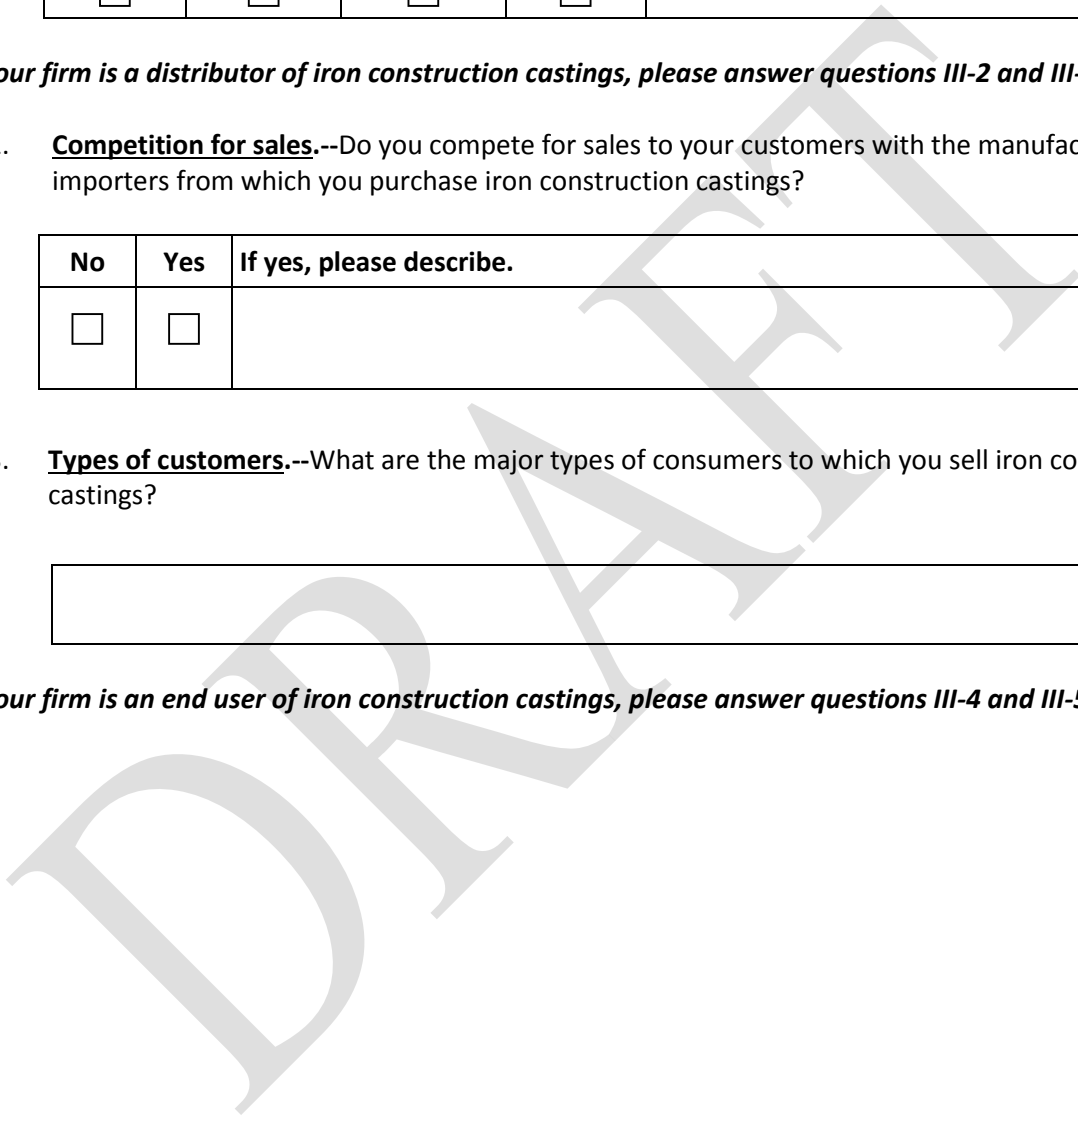 our firm is a distributor of iron construction castings, please answer questions III-2 and III-
. Competition for sales.--Do you compete for sales to your customers with the manufac
importers from which you purchase iron construction castings?
No Yes If yes, please describe.
☐ ☐
. Types of customers.--What are the major types of consumers to which you sell iron co
castings?
our firm is an end user of iron construction castings, please answer questions III-4 and III-5
DRAFT